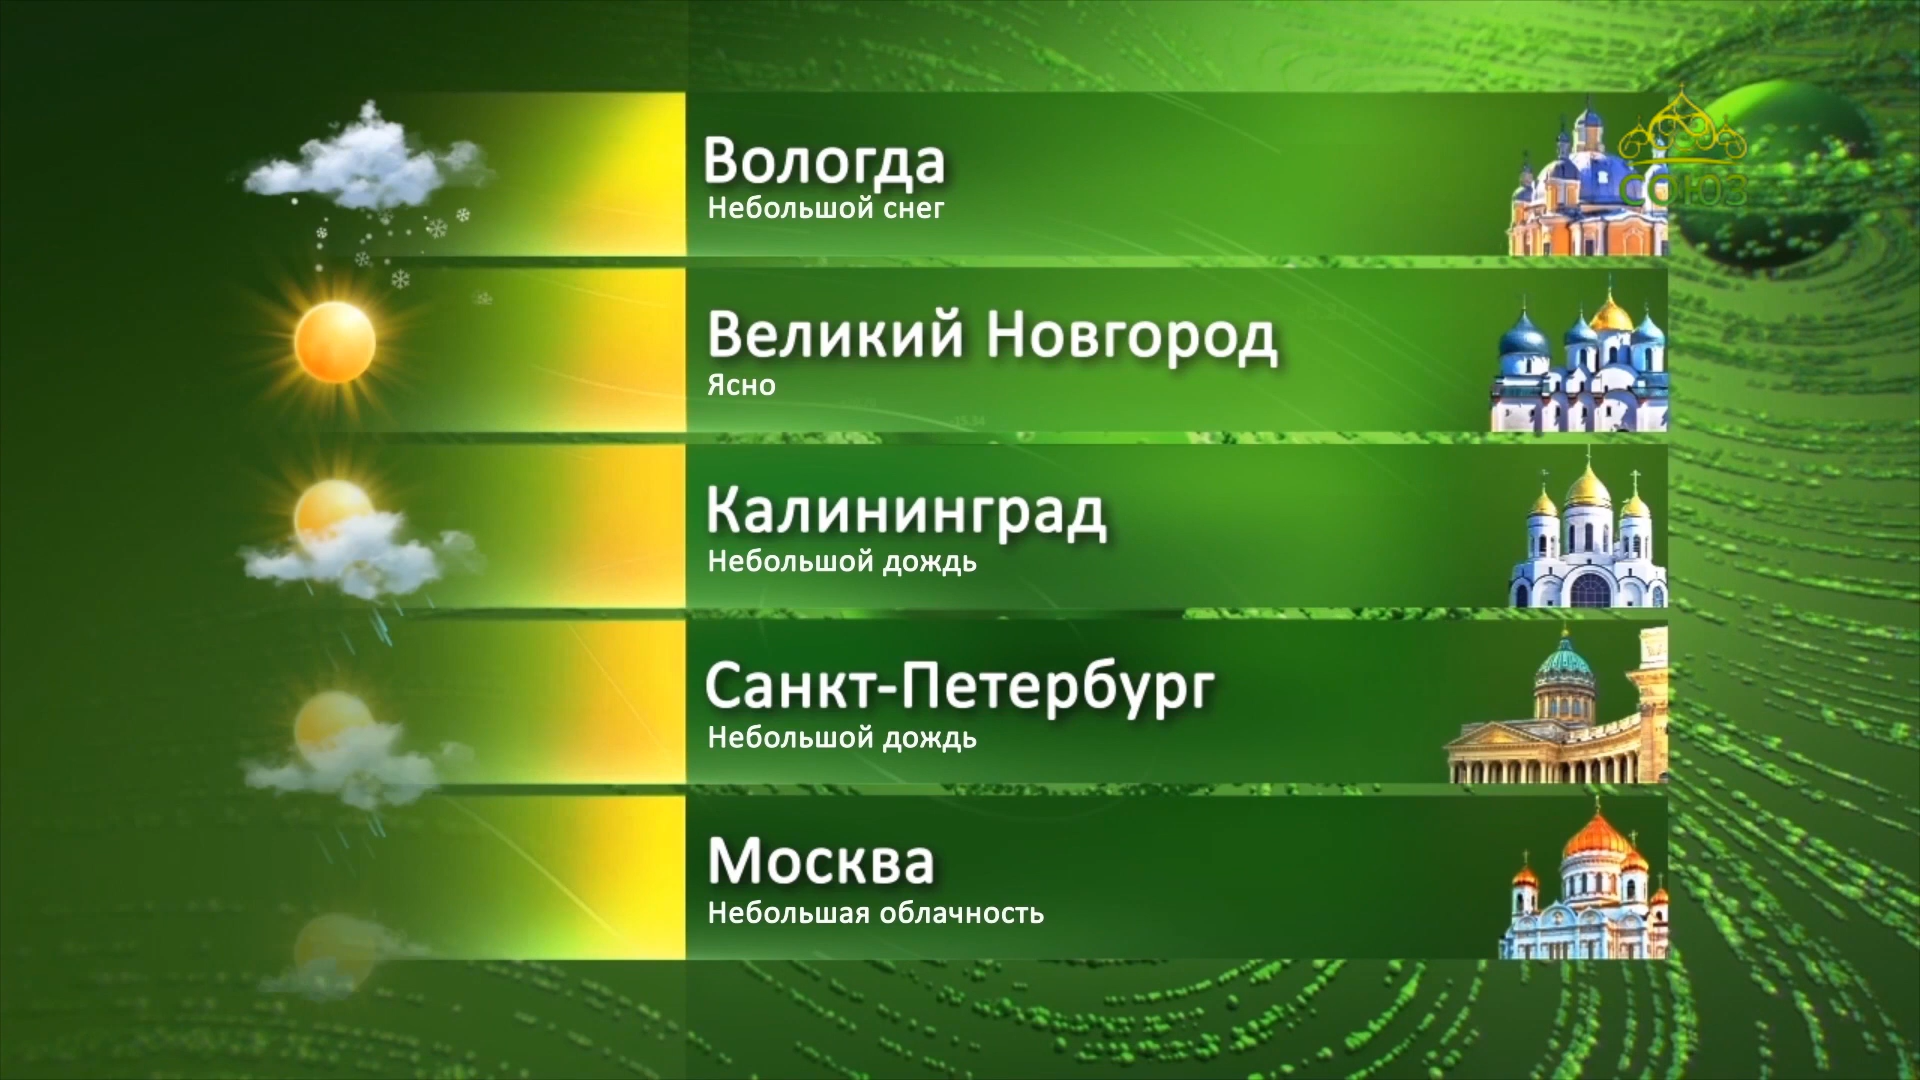 Вологда
Небольшой снег
СОЮЗ
Великий Новгород
Ясно
Калининград
Небольшой дождь
Санкт-Петербург
Небольшой дождь
Москва
Небольшая облачность